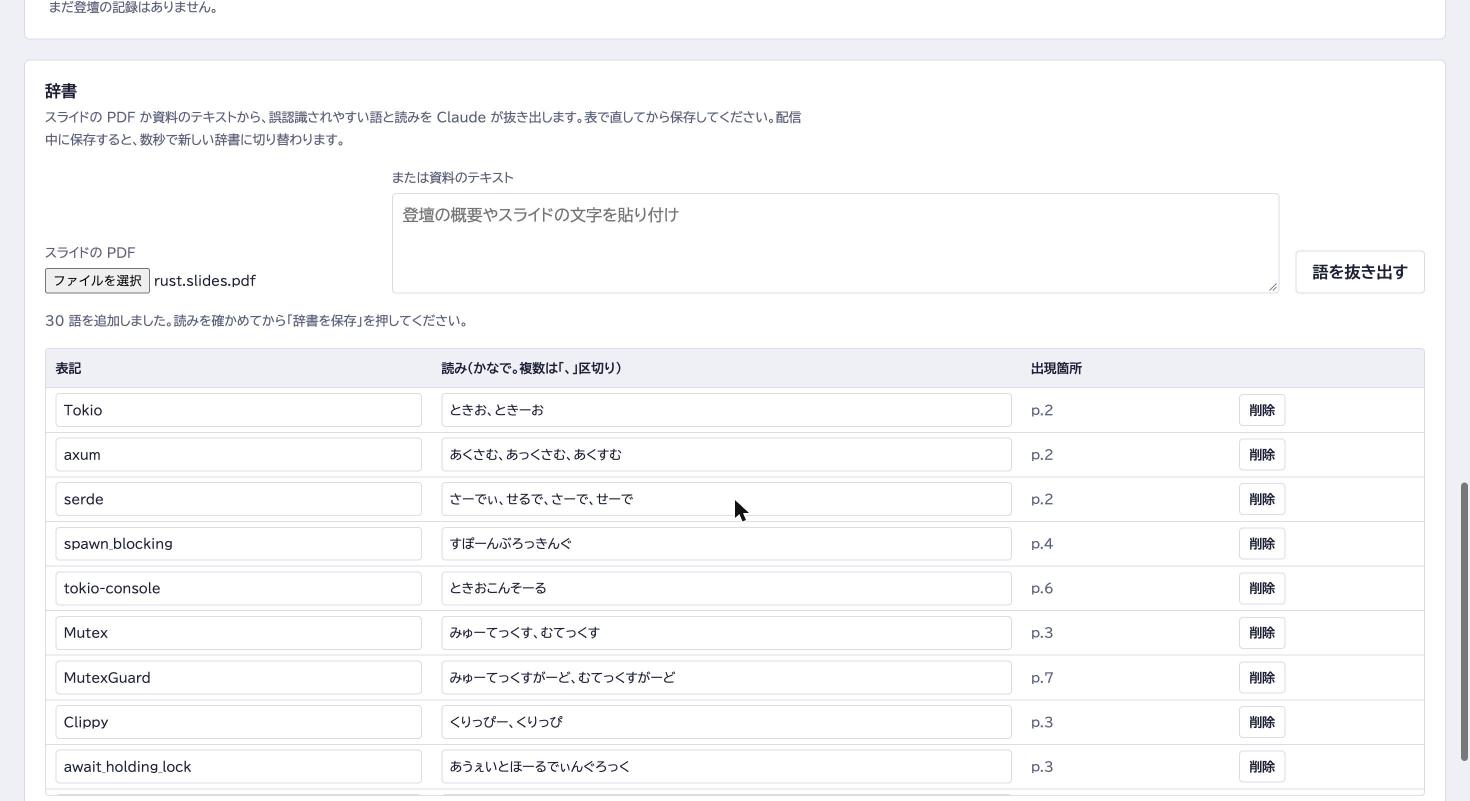 まだ登壇の記録はありません。
辞書
スライドの PDF か資料のテキストから、誤認識されやすい語と読みを Claude が抜き出します。表で直してから保存してください。配信
中に保存すると、数秒で新しい辞書に切り替わります。
または資料のテキスト
登壇の概要やスライドの文字を貼り付け
スライドの PDF
ファイルを選択 rust.slides.pdf
語を抜き出す
30 語を追加しました。読みを確かめてから「辞書を保存」を押してください。
表記 読み（かなで。複数は「、」区切り） 出現箇所
Tokio ときお、ときーお p.2 削除
axum あくさむ、あっくさむ、あくすむ p.2 削除
serde さーでぃ、せるで、さーで、せーで p.2 削除
spawn_blocking すぽーんぶろっきんぐ p.4 削除
tokio-console ときおこんそーる p.6 削除
Mutex みゅーてっくす、むてっくす p.3 削除
MutexGuard みゅーてっくすがーど、むてっくすがーど p.7 削除
Clippy くりっぴー、くりっぴ p.3 削除
await_holding_lock あうぇいとほーるでぃんぐろっく p.3 削除